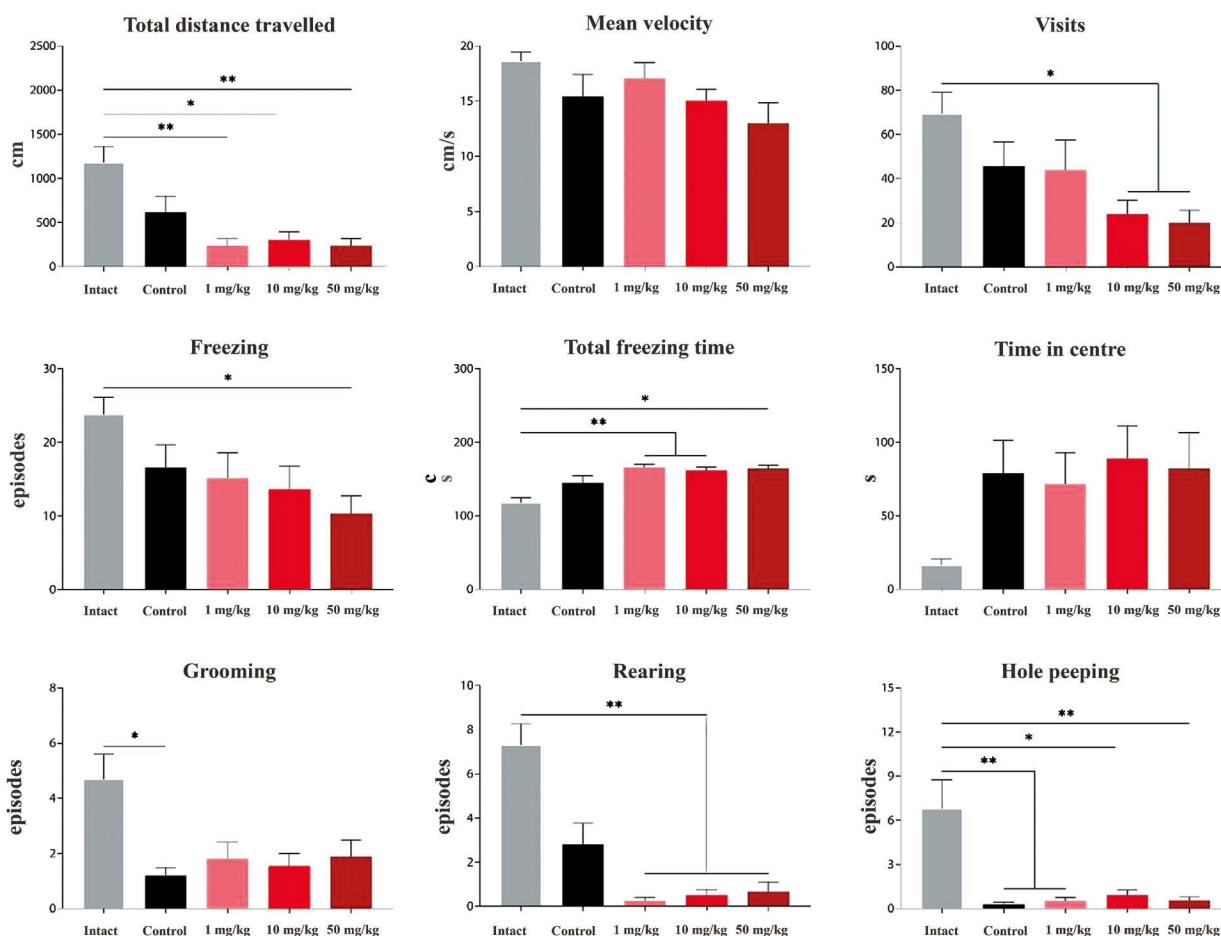 Total distance travelled
2500
2000
1500
1000
500
0
cm
**
*
**
Intact Control 1 mg/kg 10 mg/kg 50 mg/kg
Mean velocity
20
15
10
5
0
cm/s
Intact Control 1 mg/kg 10 mg/kg 50 mg/kg
Visits
100
80
60
40
20
0
*
Intact Control 1 mg/kg 10 mg/kg 50 mg/kg
Freezing
30
20
10
0
episodes
*
Intact Control 1 mg/kg 10 mg/kg 50 mg/kg
Total freezing time
300
200
100
0
c
s
*
**
Intact Control 1 mg/kg 10 mg/kg 50 mg/kg
Time in centre
150
100
50
0
s
Intact Control 1 mg/kg 10 mg/kg 50 mg/kg
Grooming
8
6
4
2
0
episodes
*
Intact Control 1 mg/kg 10 mg/kg 50 mg/kg
Rearing
10
8
6
4
2
0
episodes
**
Intact Control 1 mg/kg 10 mg/kg 50 mg/kg
Hole peeping
15
12
9
6
3
0
episodes
**
*
**
Intact Control 1 mg/kg 10 mg/kg 50 mg/kg